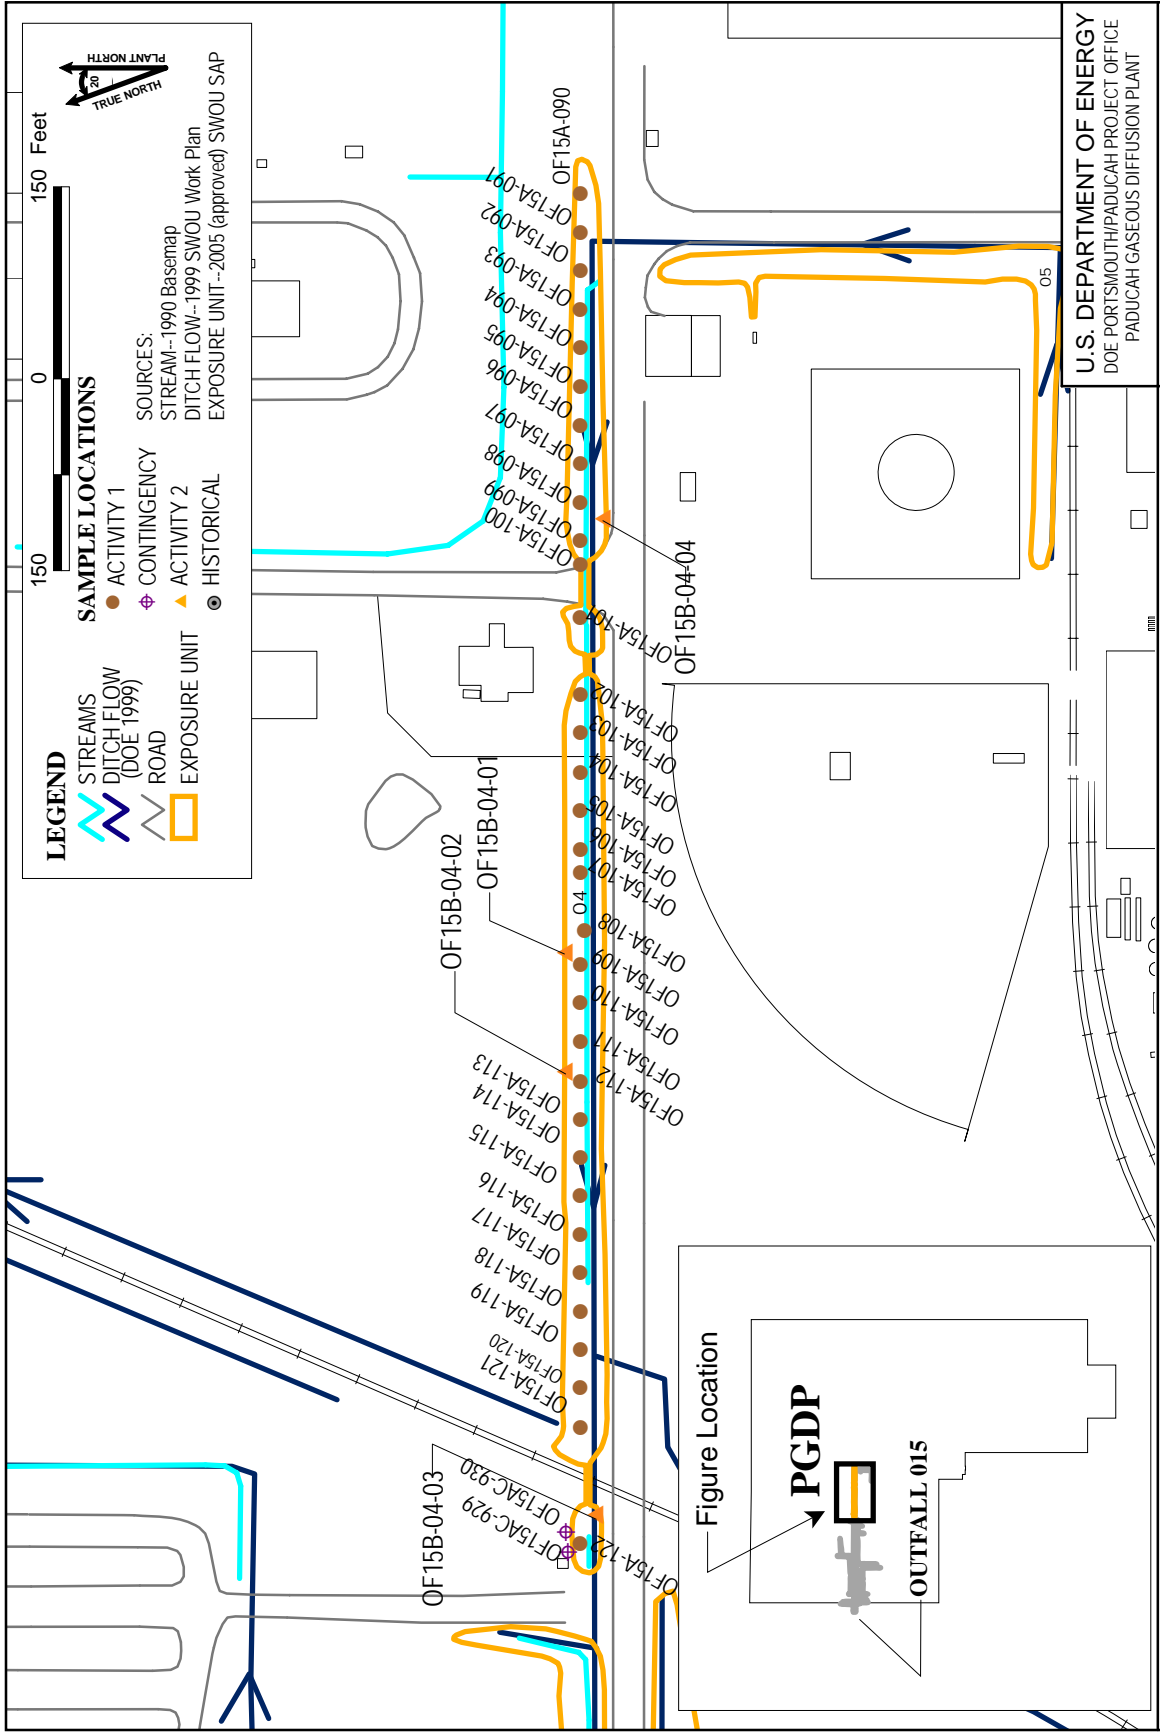 LEGEND
STREAMS
DITCH FLOW
(DOE 1999)
ROAD
EXPOSURE UNIT
SAMPLE LOCATIONS
ACTIVITY 1
CONTINGENCY
ACTIVITY 2
HISTORICAL
SOURCES:
STREAM--1990 Basemap
DITCH FLOW--1999 SWOU Work Plan
EXPOSURE UNIT--2005 (approved) SWOU SAP
150 0 150 Feet
TRUE NORTH
20
PLANT NORTH
OF15B-04-03
OF15AC-929
OF15AC-930
OF15A-122
OF15A-121
OF15A-120
OF15A-119
OF15A-118
OF15A-117
OF15A-116
OF15A-115
OF15A-114
OF15A-113
OF15B-04-02
OF15B-04-01
OF15A-112
OF15A-111
OF15A-110
OF15A-109
OF15A-108
04
OF15A-107
OF15A-106
OF15A-105
OF15A-104
OF15A-103
OF15A-102
OF15A-101
OF15B-04-04
OF15A-100
OF15A-099
OF15A-098
OF15A-097
OF15A-096
OF15A-095
OF15A-094
OF15A-093
OF15A-092
OF15A-091
OF15A-090
05
Figure Location
PGDP
OUTFALL 015
U.S. DEPARTMENT OF ENERGY
DOE PORTSMOUTH/PADUCAH PROJECT OFFICE
PADUCAH GASEOUS DIFFUSION PLANT